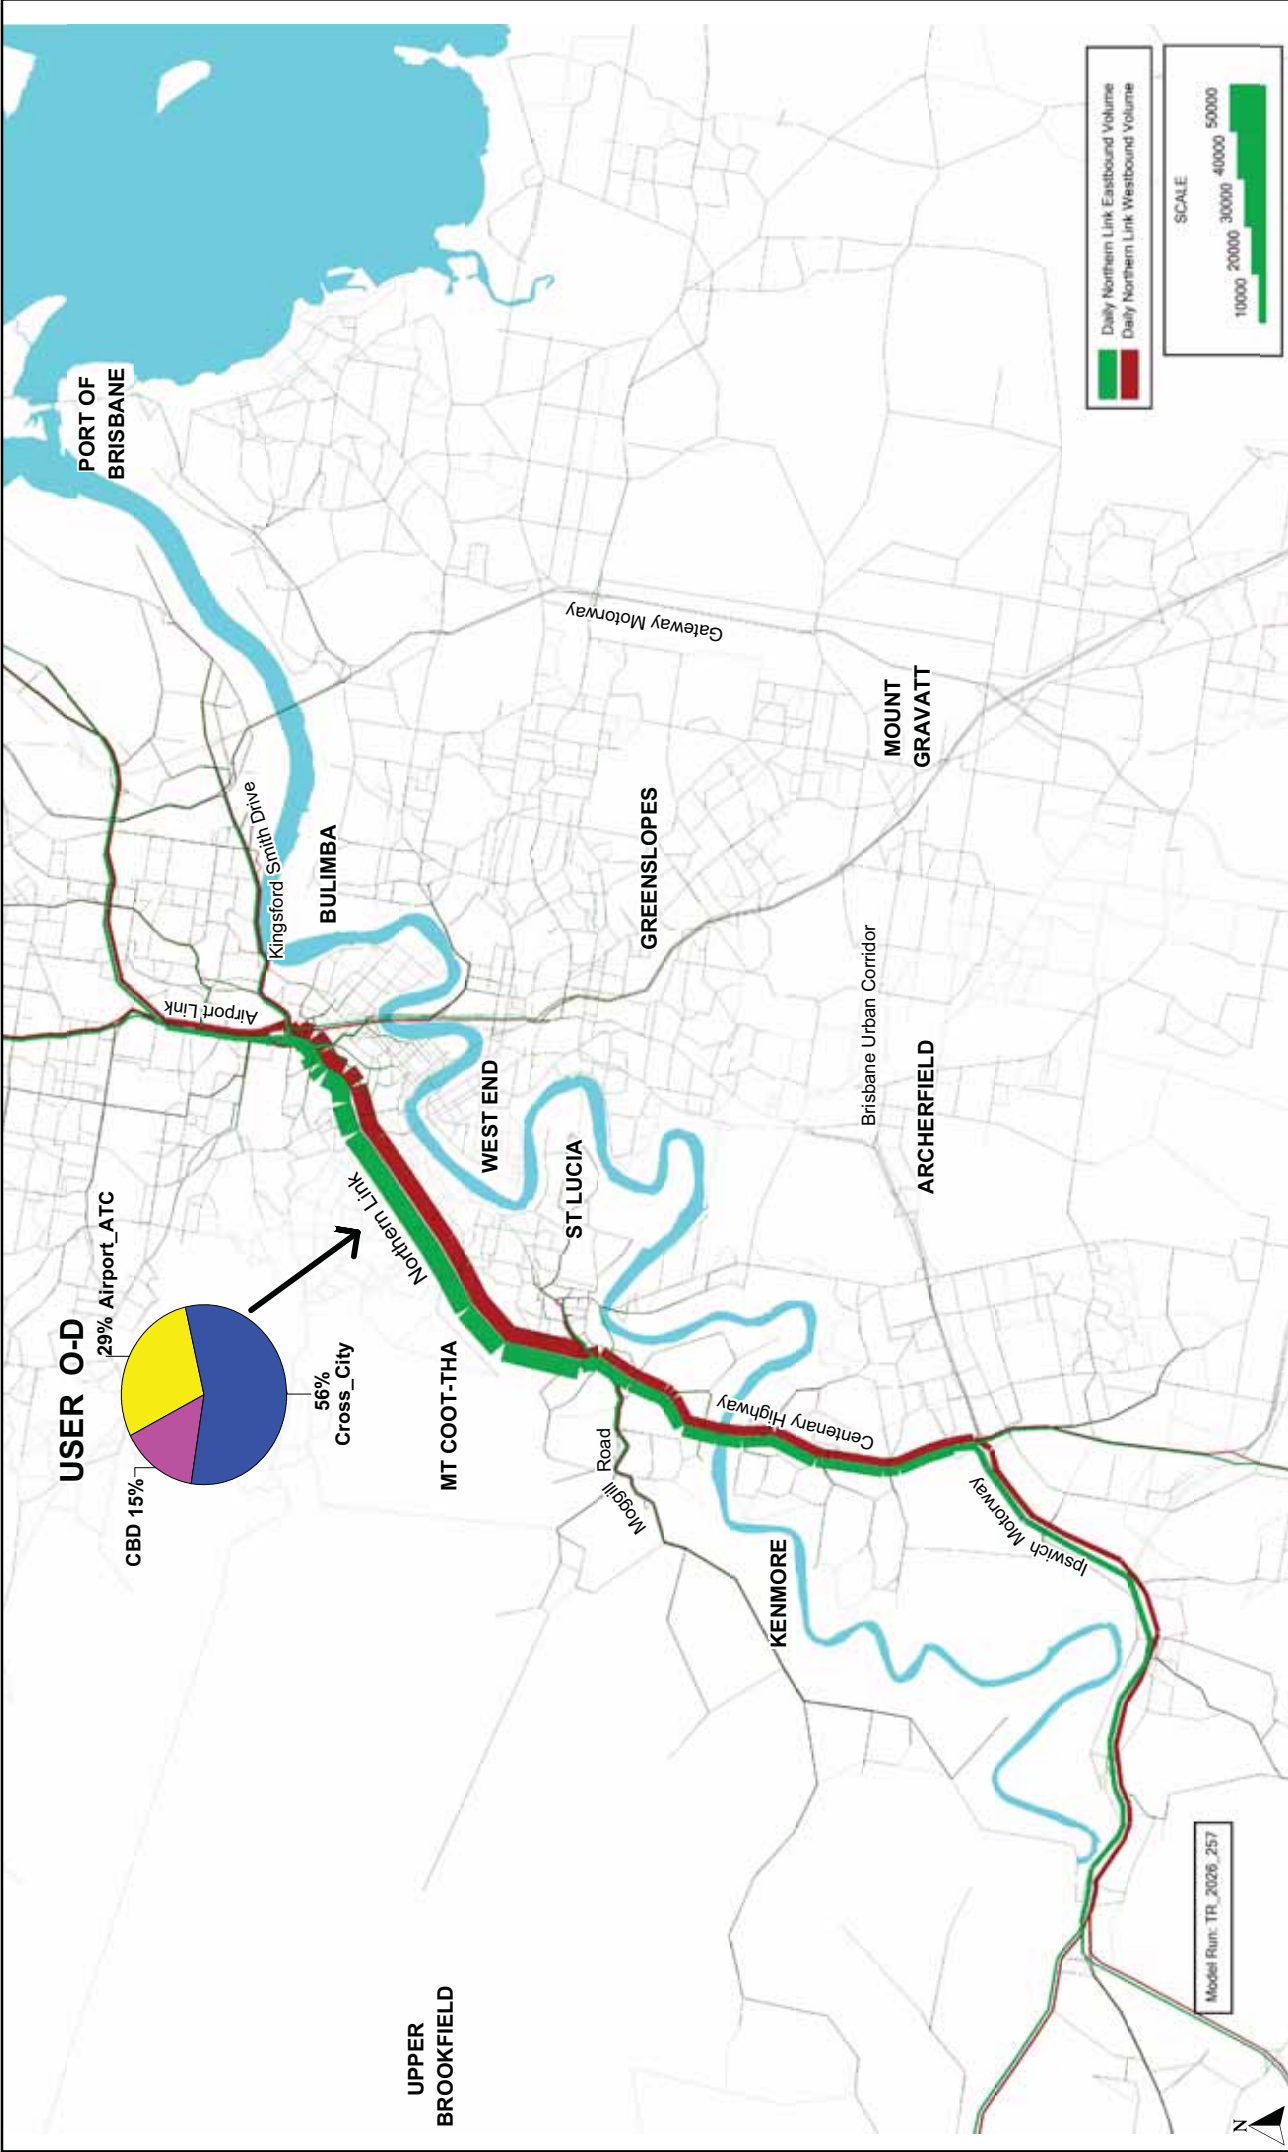 USER O-D
29% Airport_ATC
CBD 15%
56%
Cross_City
PORT OF
BRISBANE
Kingsford Smith Drive
BULIMBA
Airport Link
Northern Link
WEST END
ST LUCIA
MT COOT-THA
GREENSLOPES
Gateway Motorway
MOUNT
GRAVATT
Brisbane Urban Corridor
ARCHERFIELD
Moggill Road
Centenary Highway
KENMORE
Ipswich Motorway
UPPER
BROOKFIELD
Daily Northern Link Eastbound Volume
Daily Northern Link Westbound Volume
SCALE
10000 20000 30000 40000 50000
Model Run: TR_2026_257
N